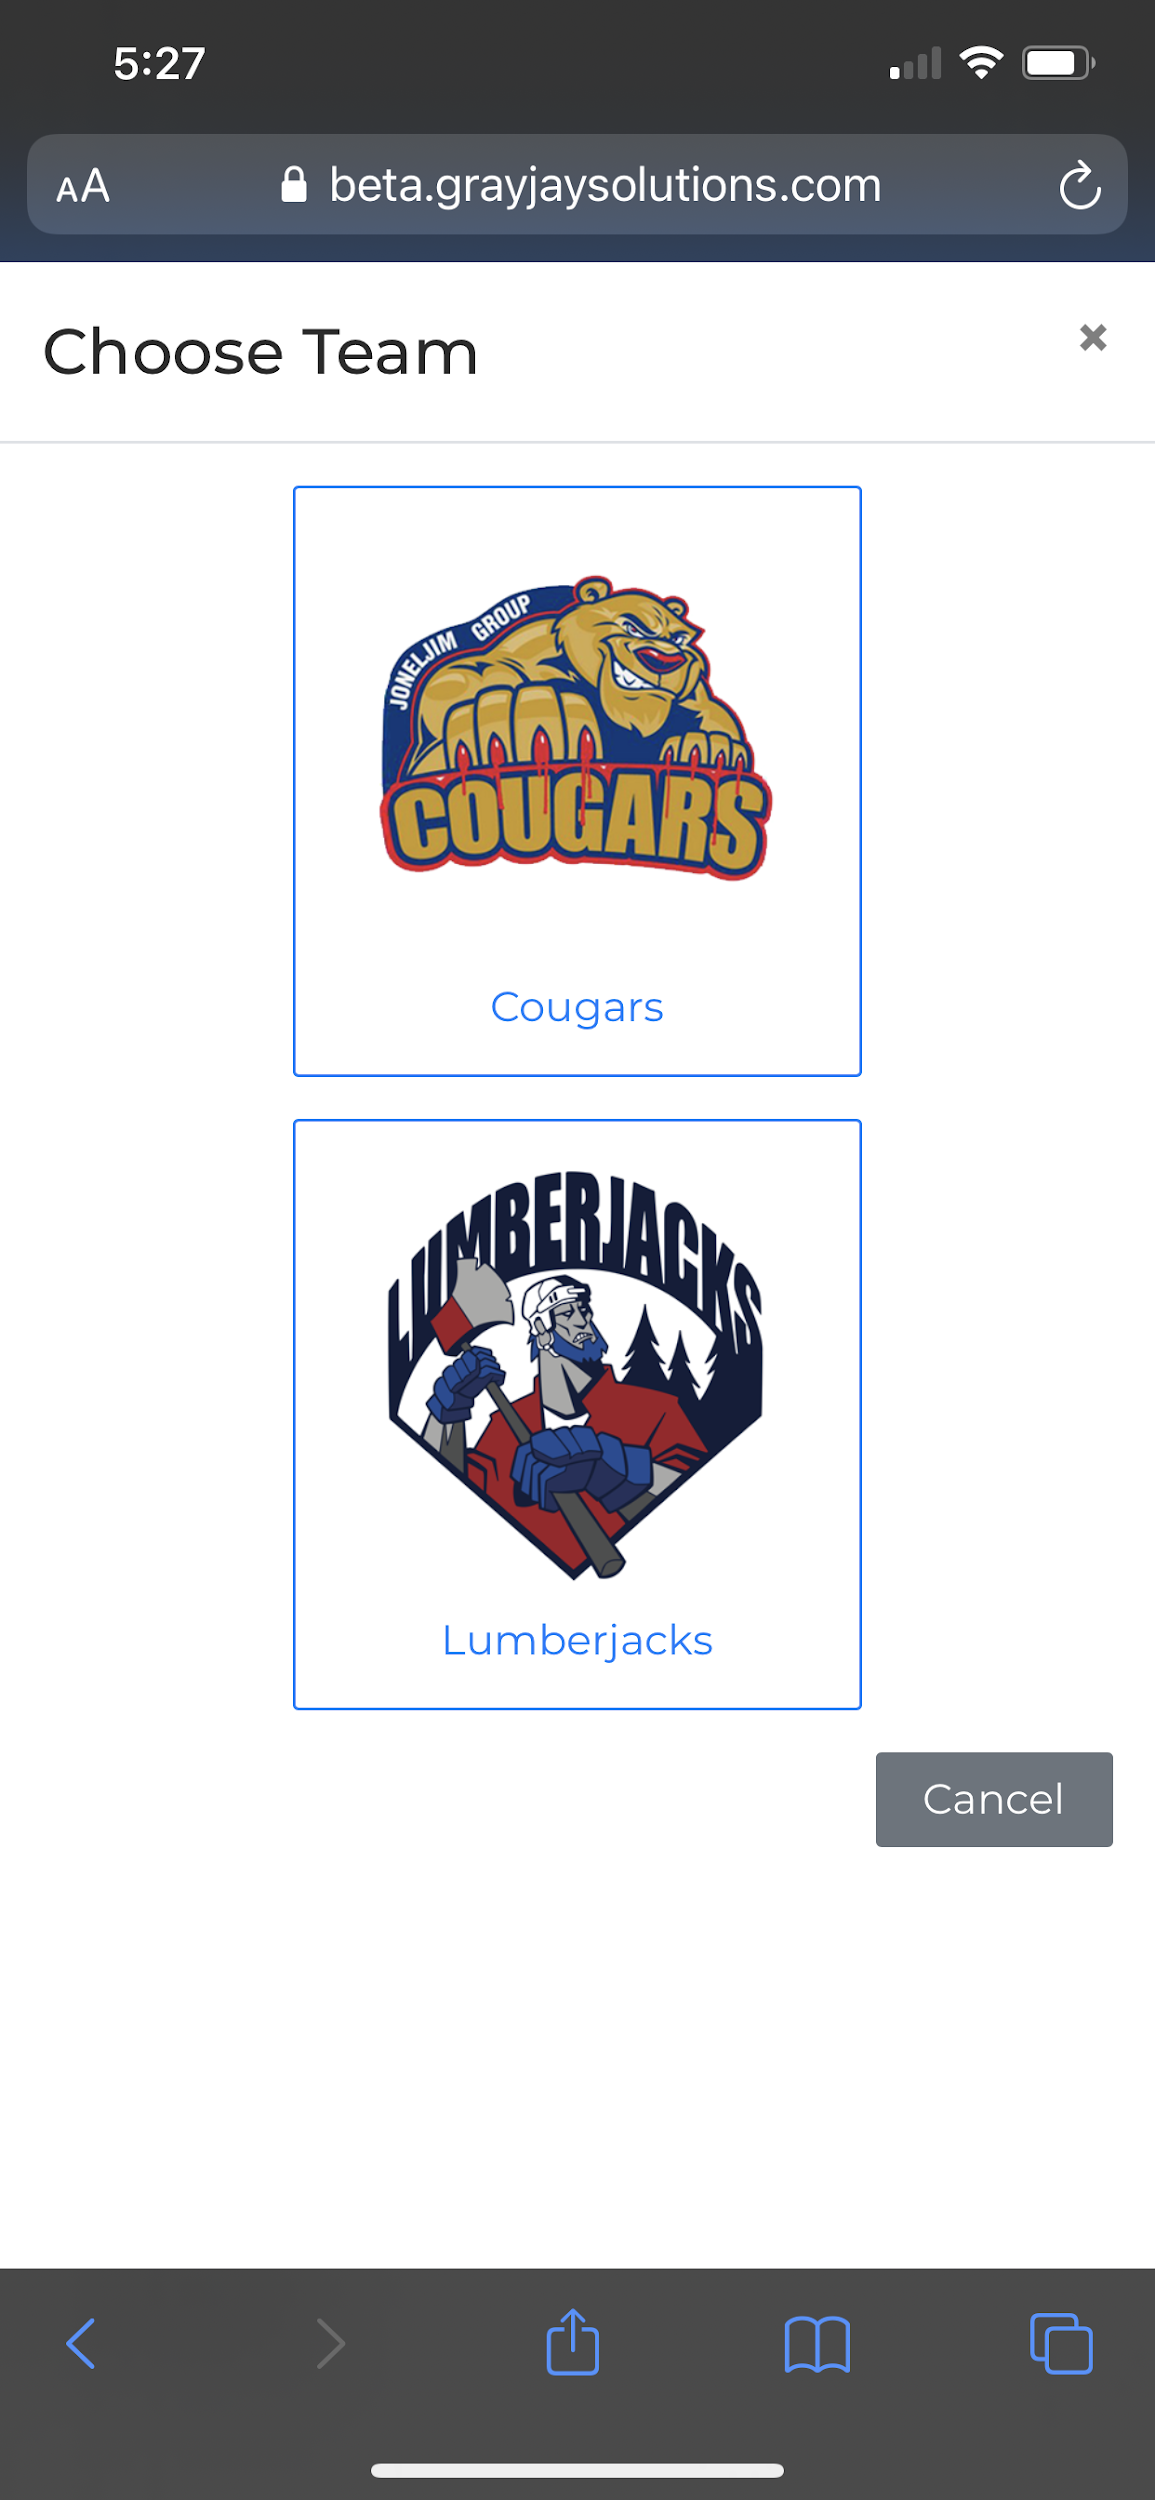 5:27
AA beta.grayjaysolutions.com
Choose Team
JONELJIM GROUP
COUGARS
Cougars
LUMBERJACKS
Lumberjacks
Cancel